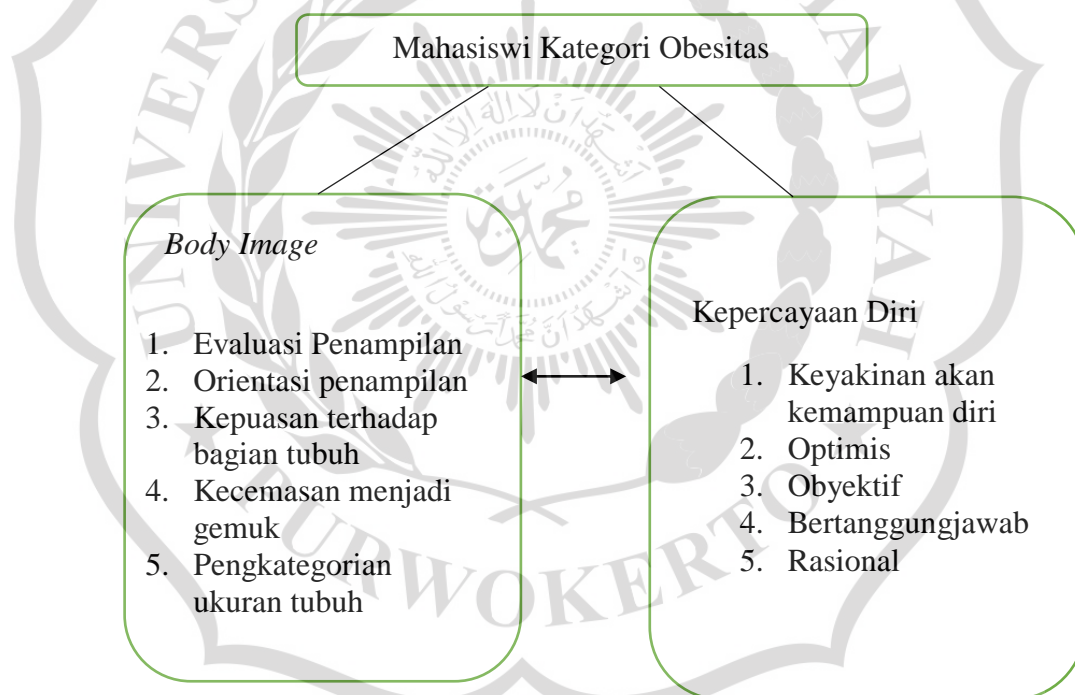 Mahasiswi Kategori Obesitas
Body Image
1. Evaluasi Penampilan
2. Orientasi penampilan
3. Kepuasan terhadap
bagian tubuh
4. Kecemasan menjadi
gemuk
5. Pengkategorian
ukuran tubuh
Kepercayaan Diri
1. Keyakinan akan
kemampuan diri
2. Optimis
3. Obyektif
4. Bertanggungjawab
5. Rasional
PURWOKERTO